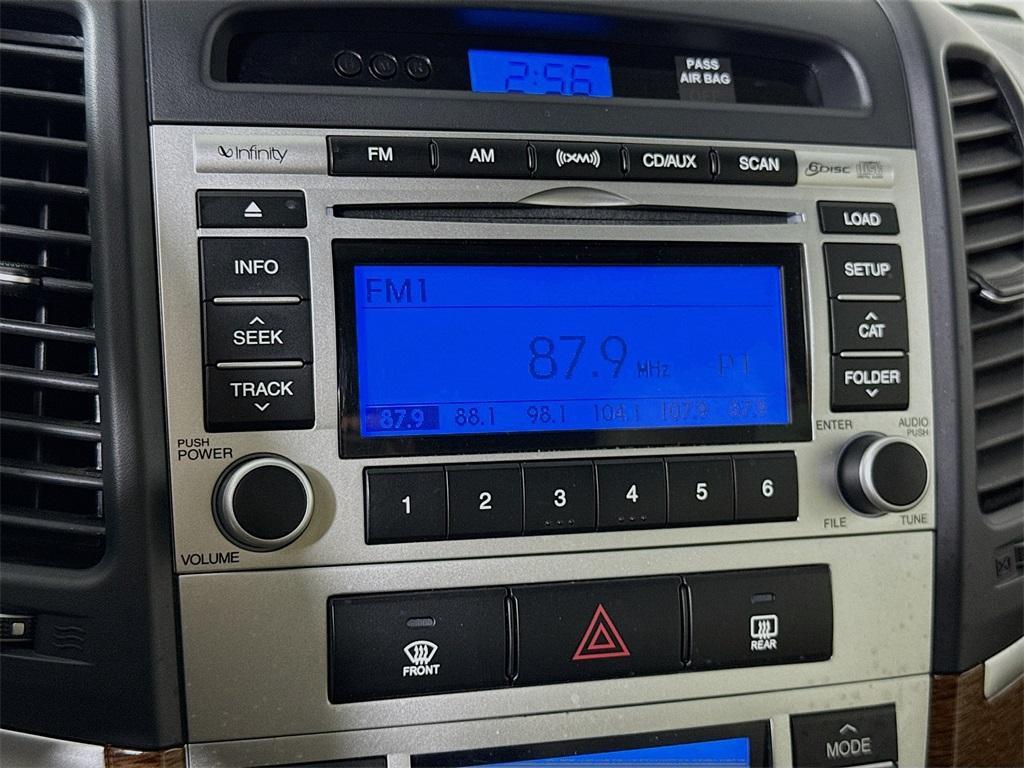 2:56
PASS
AIR BAG
Infinity
FM
AM
((XM))
CD/AUX
SCAN
6DISC
LOAD
INFO
SEEK
TRACK
SETUP
CAT
FOLDER
FM1
87.9 MHz P1
87.9 88.1 98.1 104.1 107.9 87.9
PUSH
POWER
VOLUME
ENTER
AUDIO
PUSH
FILE
TUNE
1
2
3
4
5
6
FRONT
REAR
MODE